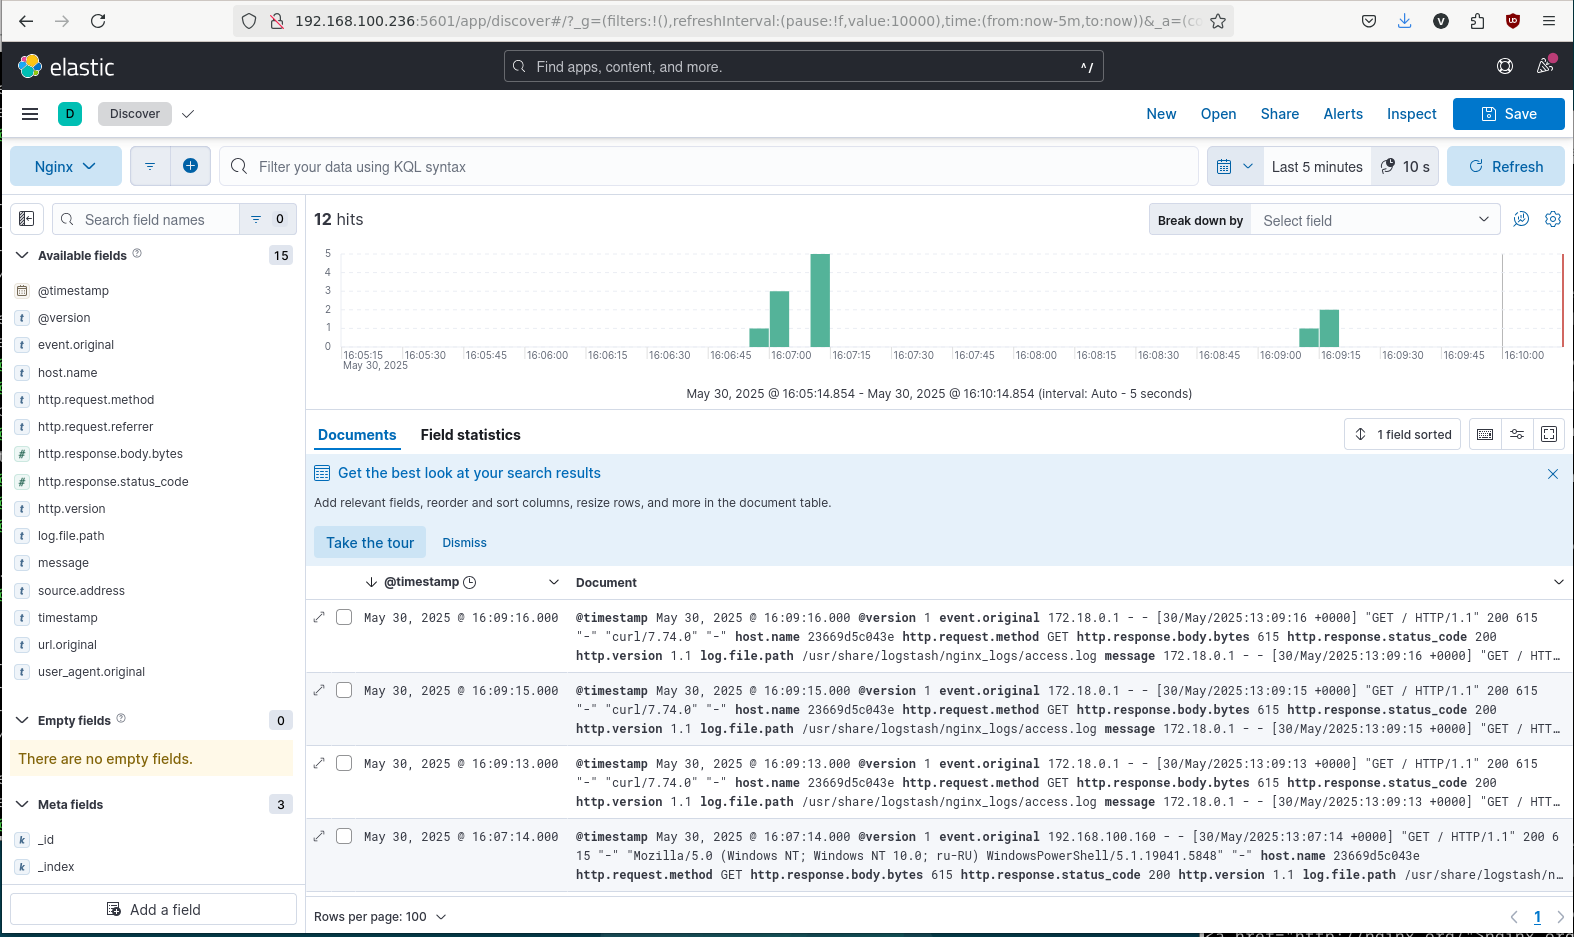 192.168.100.236:5601/app/discover#/?_g=(filters:!(),refreshInterval:(pause:!f,value:10000),time:(from:now-5m,to:now))&_a=(co
elastic
Find apps, content, and more.
^/
D
Discover
New
Open
Share
Alerts
Inspect
Save
Nginx
Filter your data using KQL syntax
Last 5 minutes
10 s
Refresh
Search field names
0
12 hits
Break down by
Select field
Available fields
15
@timestamp
@version
event.original
host.name
http.request.method
http.request.referrer
http.response.body.bytes
http.response.status_code
http.version
log.file.path
message
source.address
timestamp
url.original
user_agent.original
Empty fields
0
There are no empty fields.
Meta fields
3
_id
_index
Add a field
5
4
3
2
1
0
16:05:15 16:05:30 16:05:45 16:06:00 16:06:15 16:06:30 16:06:45 16:07:00 16:07:15 16:07:30 16:07:45 16:08:00 16:08:15 16:08:30 16:08:45 16:09:00 16:09:15 16:09:30 16:09:45 16:10:00
May 30, 2025
May 30, 2025 @ 16:05:14.854 - May 30, 2025 @ 16:10:14.854 (interval: Auto - 5 seconds)
Documents
Field statistics
1 field sorted
Get the best look at your search results
Add relevant fields, reorder and sort columns, resize rows, and more in the document table.
Take the tour
Dismiss
@timestamp
Document
May 30, 2025 @ 16:09:16.000
@timestamp May 30, 2025 @ 16:09:16.000 @version 1 event.original 172.18.0.1 - - [30/May/2025:13:09:16 +0000] "GET / HTTP/1.1" 200 615
"-" "curl/7.74.0" "-" host.name 23669d5c043e http.request.method GET http.response.body.bytes 615 http.response.status_code 200
http.version 1.1 log.file.path /usr/share/logstash/nginx_logs/access.log message 172.18.0.1 - - [30/May/2025:13:09:16 +0000] "GET / HTT…
May 30, 2025 @ 16:09:15.000
@timestamp May 30, 2025 @ 16:09:15.000 @version 1 event.original 172.18.0.1 - - [30/May/2025:13:09:15 +0000] "GET / HTTP/1.1" 200 615
"-" "curl/7.74.0" "-" host.name 23669d5c043e http.request.method GET http.response.body.bytes 615 http.response.status_code 200
http.version 1.1 log.file.path /usr/share/logstash/nginx_logs/access.log message 172.18.0.1 - - [30/May/2025:13:09:15 +0000] "GET / HTT…
May 30, 2025 @ 16:09:13.000
@timestamp May 30, 2025 @ 16:09:13.000 @version 1 event.original 172.18.0.1 - - [30/May/2025:13:09:13 +0000] "GET / HTTP/1.1" 200 615
"-" "curl/7.74.0" "-" host.name 23669d5c043e http.request.method GET http.response.body.bytes 615 http.response.status_code 200
http.version 1.1 log.file.path /usr/share/logstash/nginx_logs/access.log message 172.18.0.1 - - [30/May/2025:13:09:13 +0000] "GET / HTT…
May 30, 2025 @ 16:07:14.000
@timestamp May 30, 2025 @ 16:07:14.000 @version 1 event.original 192.168.100.160 - - [30/May/2025:13:07:14 +0000] "GET / HTTP/1.1" 200 6
15 "-" "Mozilla/5.0 (Windows NT; Windows NT 10.0; ru-RU) WindowsPowerShell/5.1.19041.5848" "-" host.name 23669d5c043e
http.request.method GET http.response.body.bytes 615 http.response.status_code 200 http.version 1.1 log.file.path /usr/share/logstash/n…
Rows per page: 100
1